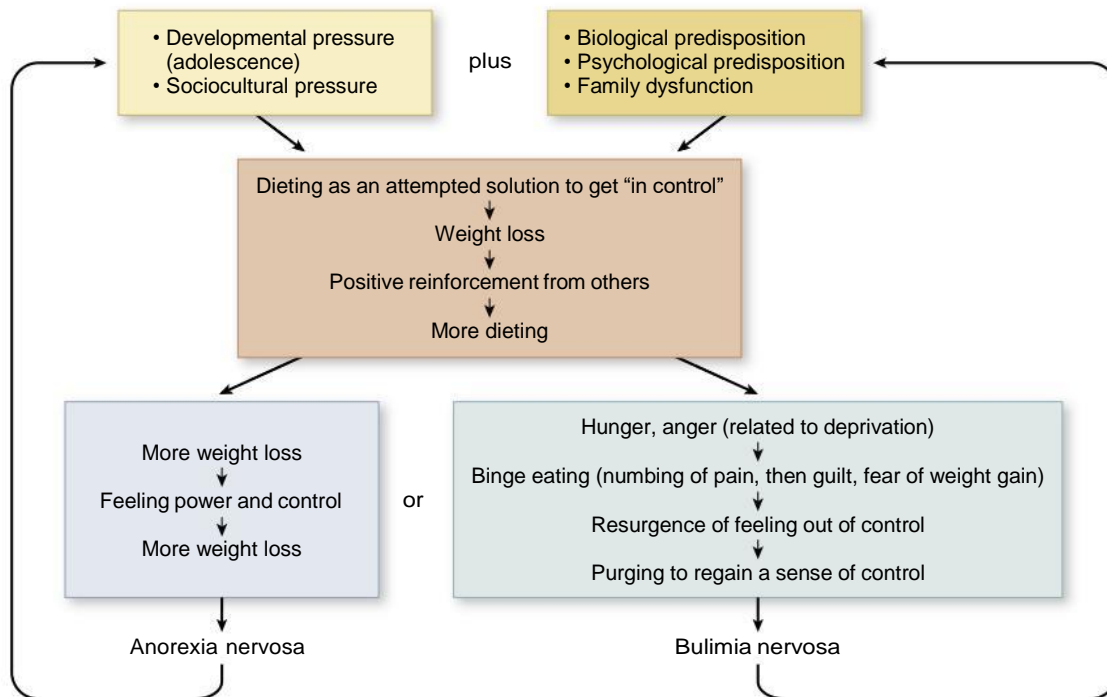 • Developmental pressure
(adolescence)
• Sociocultural pressure
plus
• Biological predisposition
• Psychological predisposition
• Family dysfunction
Dieting as an attempted solution to get “in control”
Weight loss
Positive reinforcement from others
More dieting
More weight loss
Feeling power and control
More weight loss
or
Hunger, anger (related to deprivation)
Binge eating (numbing of pain, then guilt, fear of weight gain)
Resurgence of feeling out of control
Purging to regain a sense of control
Anorexia nervosa
Bulimia nervosa